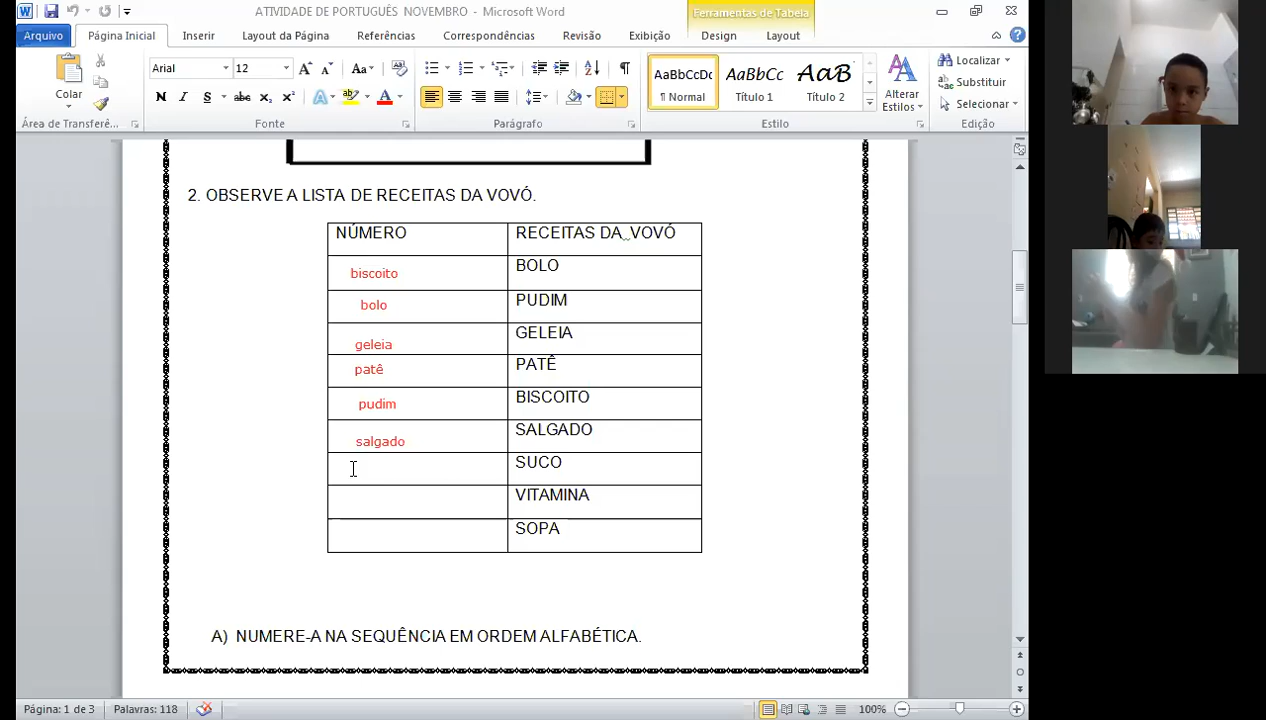 ATIVIDADE DE PORTUGUÊS NOVEMBRO - Microsoft Word
Ferramentas de Tabela
Arquivo Página Inicial Inserir Layout da Página Referências Correspondências Revisão Exibição Design Layout
Colar
Arial 12
Aa
N I S abc x₂ x²
AaBbCcDc AaBbCc AaB
¶ Normal Título 1 Título 2
Alterar Estilos
Localizar
Substituir
Selecionar
Área de Transferê... Fonte Parágrafo Estilo Edição
2. OBSERVE A LISTA DE RECEITAS DA VOVÓ.
NÚMERO RECEITAS DA VOVÓ
biscoito BOLO
bolo PUDIM
geleia GELEIA
patê PATÊ
pudim BISCOITO
salgado SALGADO
SUCO
VITAMINA
SOPA
A) NUMERE-A NA SEQUÊNCIA EM ORDEM ALFABÉTICA.
Página: 1 de 3 Palavras: 118 100%